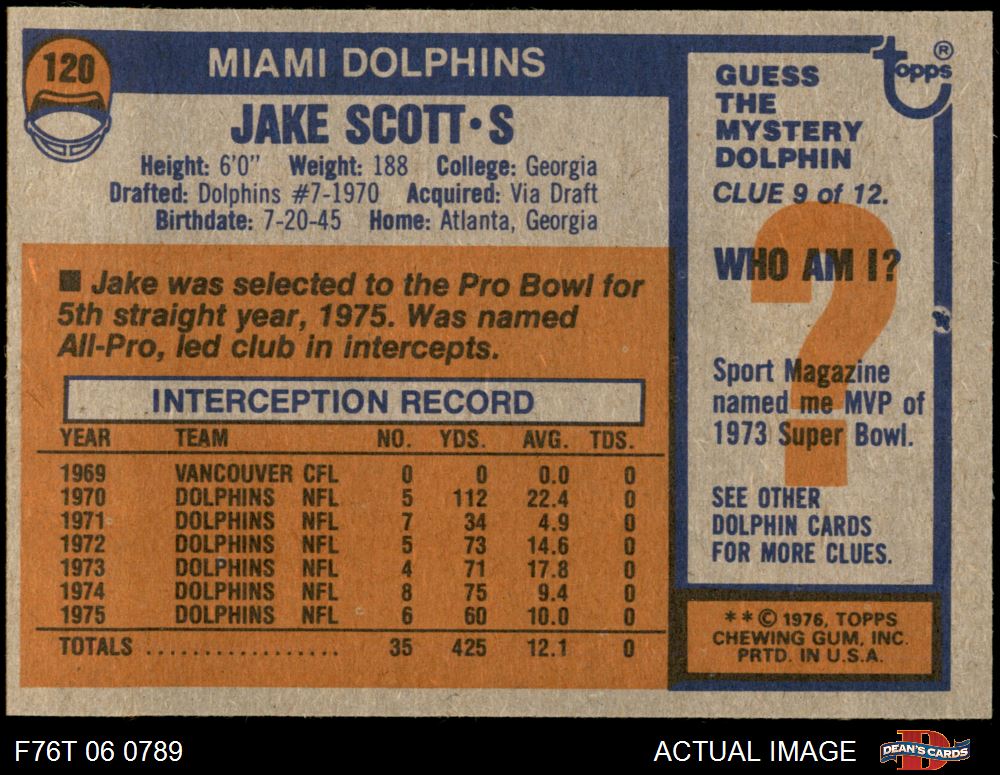 120
MIAMI DOLPHINS
JAKE SCOTT•S
Height: 6'0" Weight: 188 College: Georgia
Drafted: Dolphins #7-1970 Acquired: Via Draft
Birthdate: 7-20-45 Home: Atlanta, Georgia
■ Jake was selected to the Pro Bowl for
5th straight year, 1975. Was named
All-Pro, led club in intercepts.
INTERCEPTION RECORD
YEAR TEAM NO. YDS. AVG. TDS.
1969 VANCOUVER CFL 0 0 0.0 0
1970 DOLPHINS NFL 5 112 22.4 0
1971 DOLPHINS NFL 7 34 4.9 0
1972 DOLPHINS NFL 5 73 14.6 0
1973 DOLPHINS NFL 4 71 17.8 0
1974 DOLPHINS NFL 8 75 9.4 0
1975 DOLPHINS NFL 6 60 10.0 0
TOTALS ................. 35 425 12.1 0
topps ®
GUESS
THE
MYSTERY
DOLPHIN
CLUE 9 of 12.
?
WHO AM I?
Sport Magazine
named me MVP of
1973 Super Bowl.
SEE OTHER
DOLPHIN CARDS
FOR MORE CLUES.
**© 1976, TOPPS
CHEWING GUM, INC.
PRTD. IN U.S.A.
F76T 06 0789
ACTUAL IMAGE
D
DEAN'S CARDS